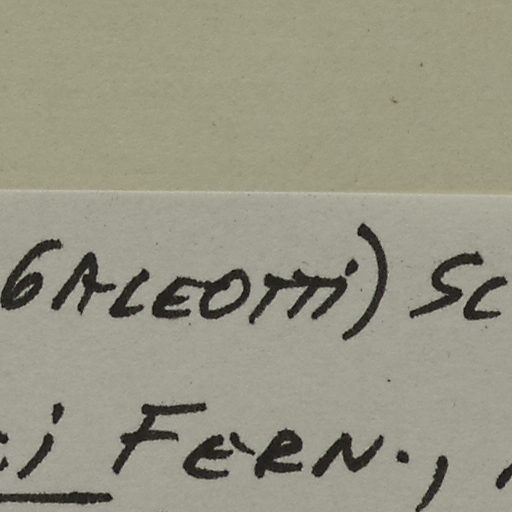 GALEOTTI) SC
i FERN.,